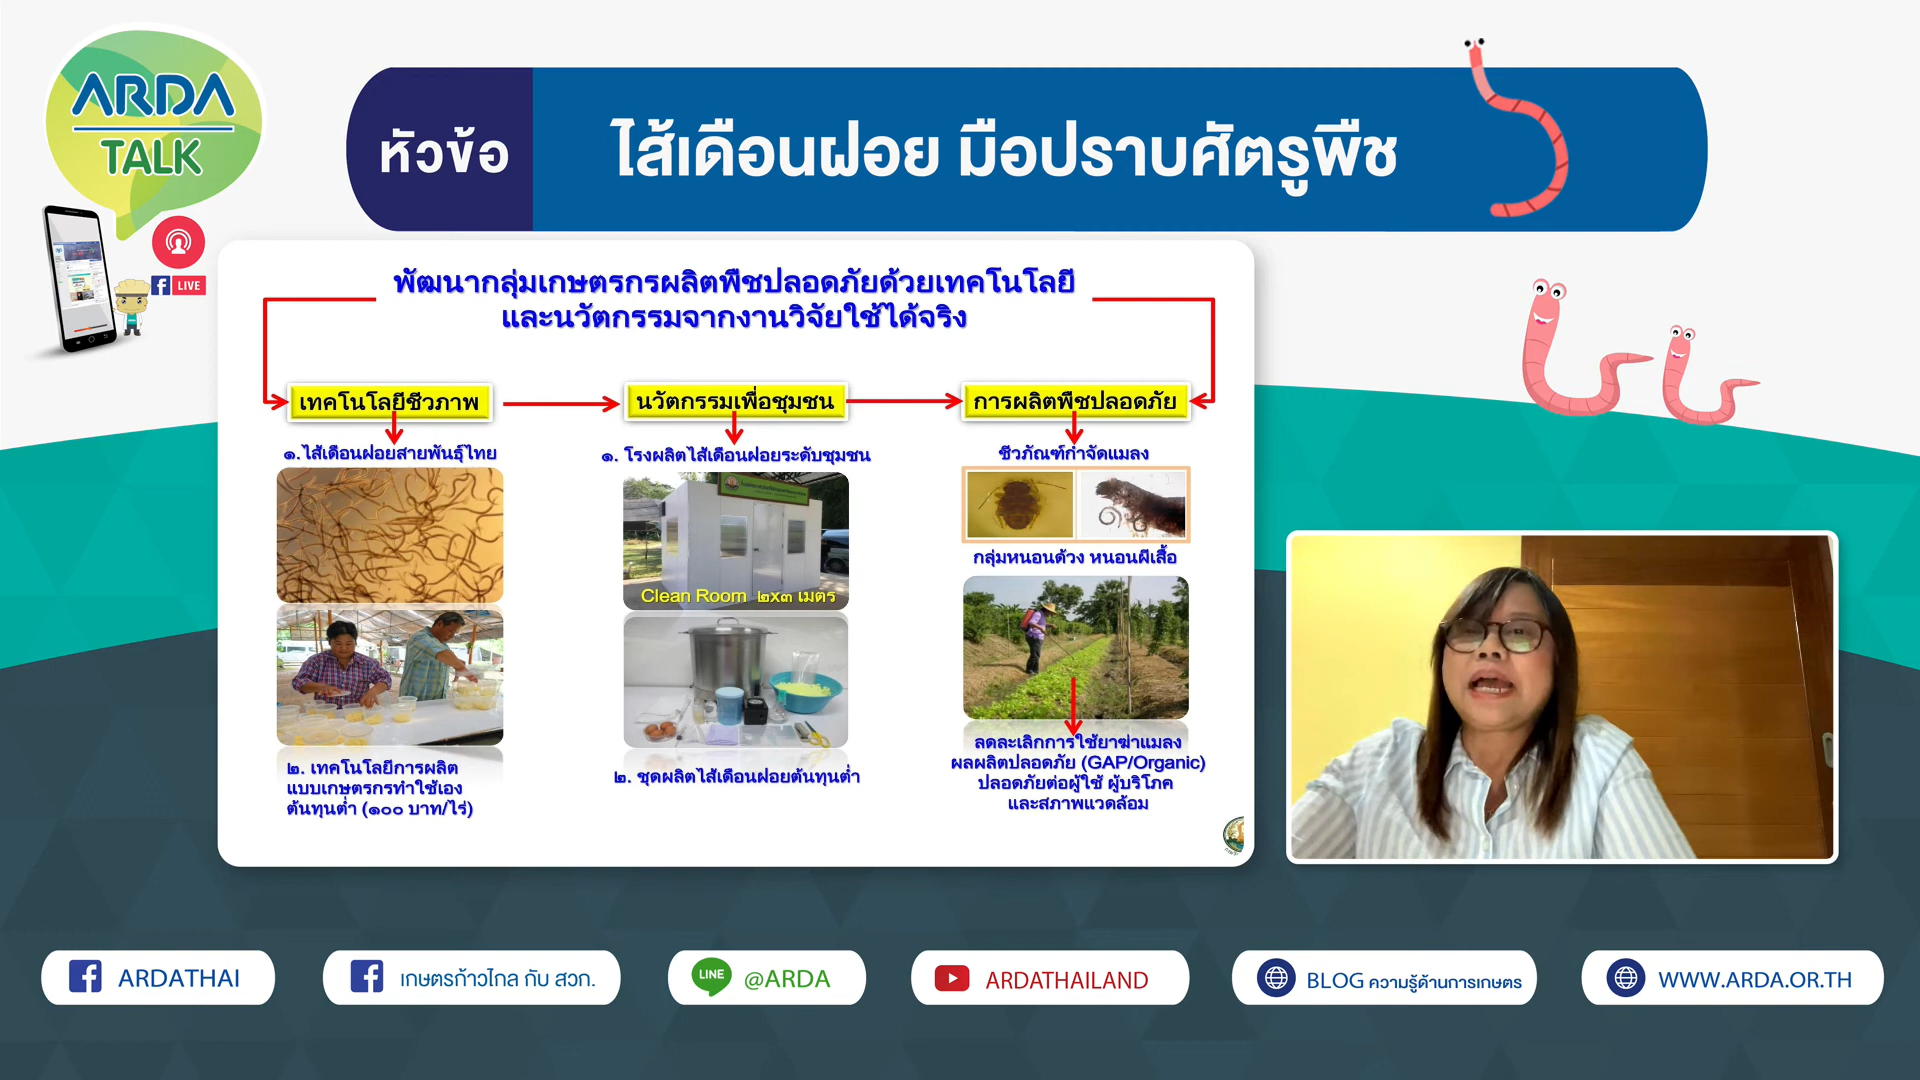 ARDA
TALK
LIVE
หัวข้อ
ไส้เดือนฝอย มือปราบศัตรูพืช
พัฒนากลุ่มเกษตรกรผลิตพืชปลอดภัยด้วยเทคโนโลยี
และนวัตกรรมจากงานวิจัยใช้ได้จริง
เทคโนโลยีชีวภาพ
๑.ไส้เดือนฝอยสายพันธุ์ไทย
๒. เทคโนโลยีการผลิต
แบบเกษตรกรทำใช้เอง
ต้นทุนต่ำ (๑๐๐ บาท/ไร่)
นวัตกรรมเพื่อชุมชน
๑. โรงผลิตไส้เดือนฝอยระดับชุมชน
Clean Room ๒x๓ เมตร
๒. ชุดผลิตไส้เดือนฝอยต้นทุนต่ำ
การผลิตพืชปลอดภัย
ชีวภัณฑ์กำจัดแมลง
กลุ่มหนอนด้วง หนอนผีเสื้อ
ลดละเลิกการใช้ยาฆ่าแมลง
ผลผลิตปลอดภัย (GAP/Organic)
ปลอดภัยต่อผู้ใช้ ผู้บริโภค
และสภาพแวดล้อม
ARDATHAI
เกษตรก้าวไกล กับ สวก.
LINE
@ARDA
ARDATHAILAND
BLOG ความรู้ด้านการเกษตร
WWW.ARDA.OR.TH